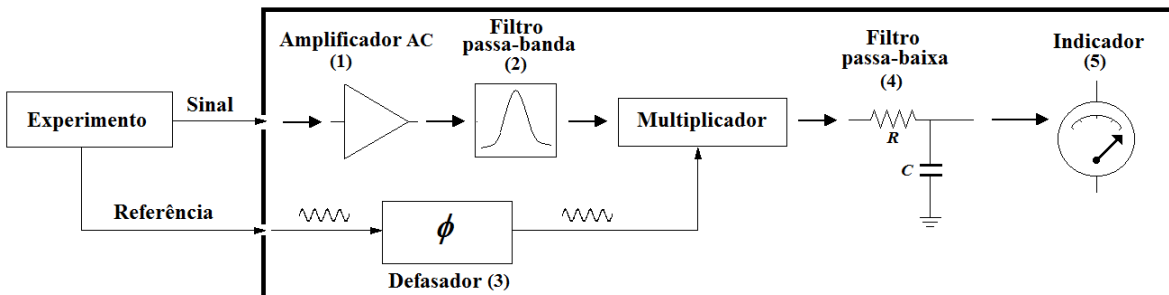 Amplificador AC
(1)
Filtro
passa-banda
(2)
Filtro
passa-baixa
(4)
Indicador
(5)
Experimento
Sinal
Multiplicador
R
C
Referência
ϕ
Defasador (3)